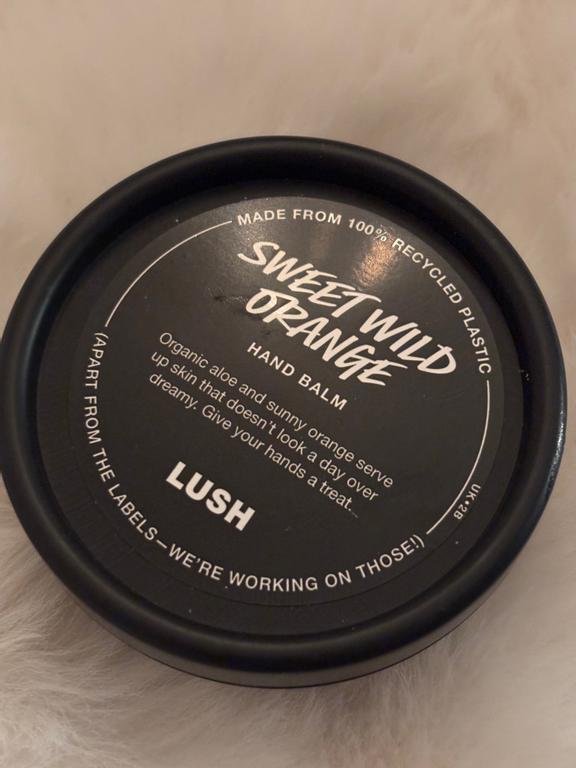 MADE FROM 100% RECYCLED PLASTIC
SWEET WILD
ORANGE
HAND BALM
Organic aloe and sunny orange serve
up skin that doesn't look a day over
dreamy. Give your hands a treat.
LUSH
UK•2B
(APART FROM THE LABELS—WE'RE WORKING ON THOSE!)